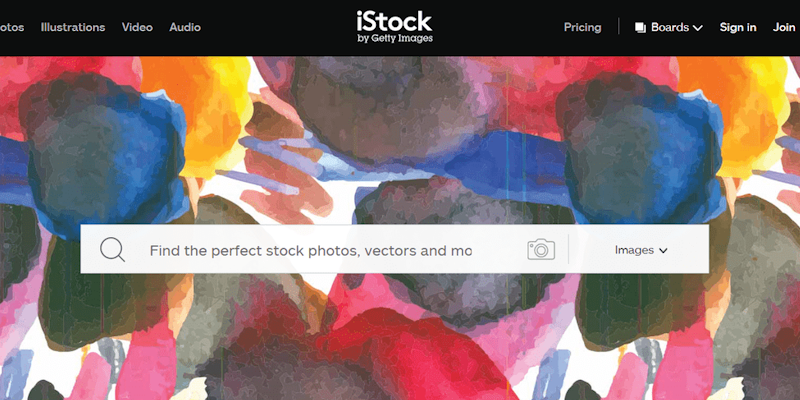 otos Illustrations Video Audio
iStock
by Getty Images
Pricing Boards Sign in Join
Find the perfect stock photos, vectors and mo
Images